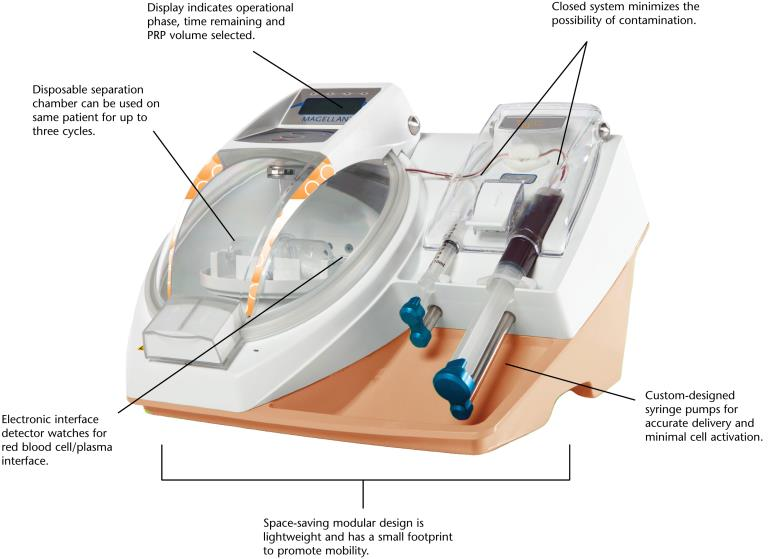 Display indicates operational
phase, time remaining and
PRP volume selected.
Closed system minimizes the
possibility of contamination.
Disposable separation
chamber can be used on
same patient for up to
three cycles.
MAGELLAN
Electronic interface
detector watches for
red blood cell/plasma
interface.
Custom-designed
syringe pumps for
accurate delivery and
minimal cell activation.
Space-saving modular design is
lightweight and has a small footprint
to promote mobility.